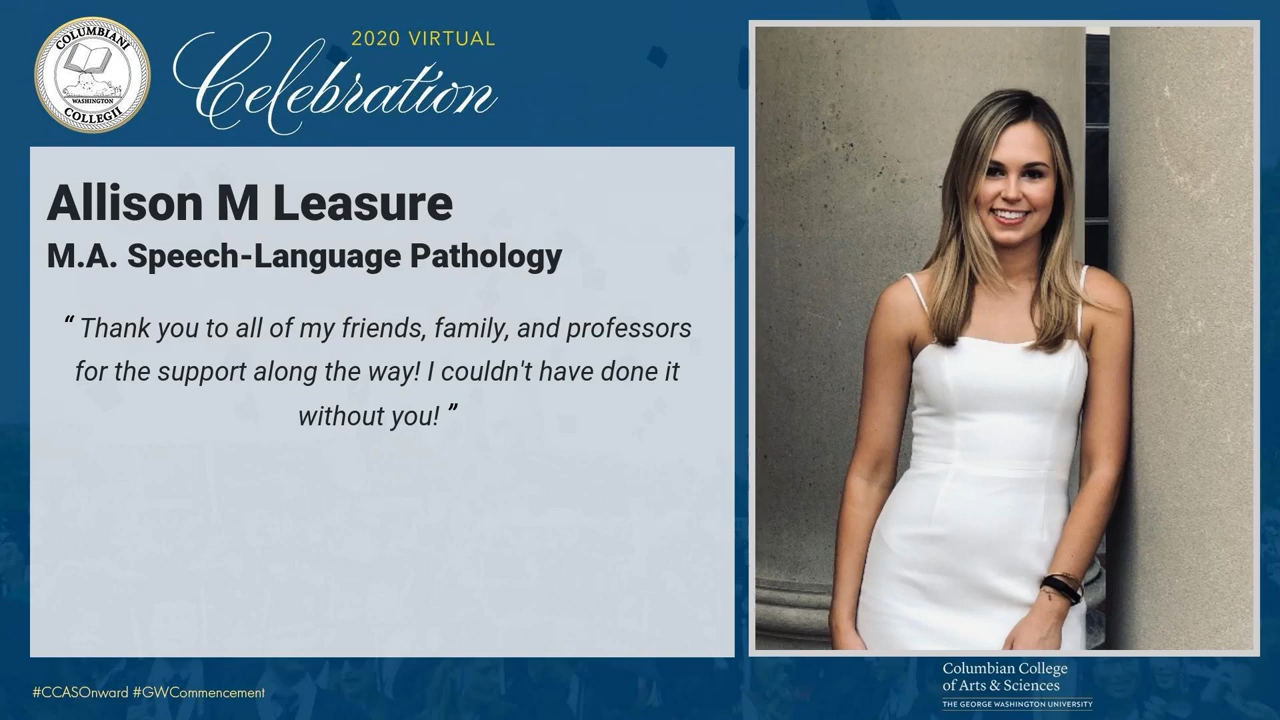 COLUMBIAN
WASHINGTON
COLLEGE
2020 VIRTUAL
Celebration
Allison M Leasure
M.A. Speech-Language Pathology
“ Thank you to all of my friends, family, and professors
for the support along the way! I couldn't have done it
without you! ”
#CCASOnward #GWCommencement
Columbian College
of Arts & Sciences
THE GEORGE WASHINGTON UNIVERSITY